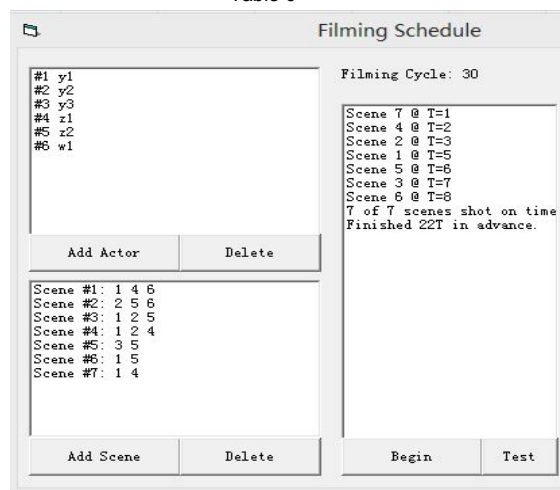 Filming Schedule
#1 y1
#2 y2
#3 y3
#4 z1
#5 z2
#6 w1
Add Actor
Delete
Scene #1: 1 4 6
Scene #2: 2 5 6
Scene #3: 1 2 5
Scene #4: 1 2 4
Scene #5: 3 5
Scene #6: 1 5
Scene #7: 1 4
Add Scene
Delete
Filming Cycle: 30
Scene 7 @ T=1
Scene 4 @ T=2
Scene 2 @ T=3
Scene 1 @ T=5
Scene 5 @ T=6
Scene 3 @ T=7
Scene 6 @ T=8
7 of 7 scenes shot on time
Finished 22T in advance.
Begin
Test